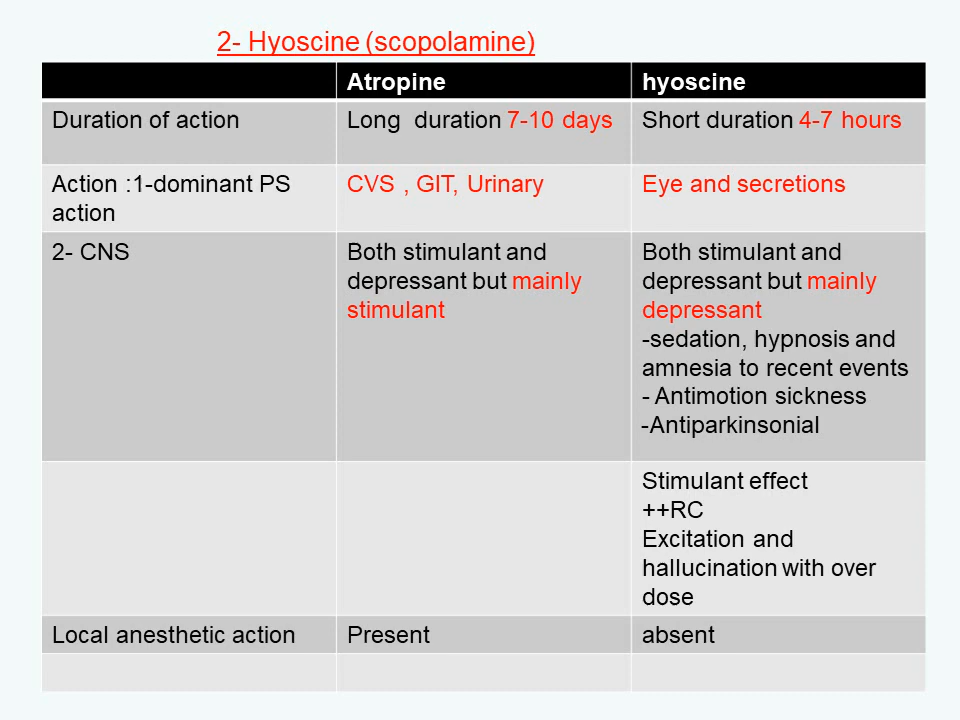 2- Hyoscine (scopolamine)
Atropine
hyoscine
Duration of action
Long  duration 7-10 days
Short duration 4-7 hours
Action :1-dominant PS
action
CVS , GIT, Urinary
Eye and secretions
2- CNS
Both stimulant and
depressant but mainly
stimulant
Both stimulant and
depressant but mainly
depressant
-sedation, hypnosis and
amnesia to recent events
- Antimotion sickness
-Antiparkinsonial
Stimulant effect
++RC
Excitation and
hallucination with over
dose
Local anesthetic action
Present
absent